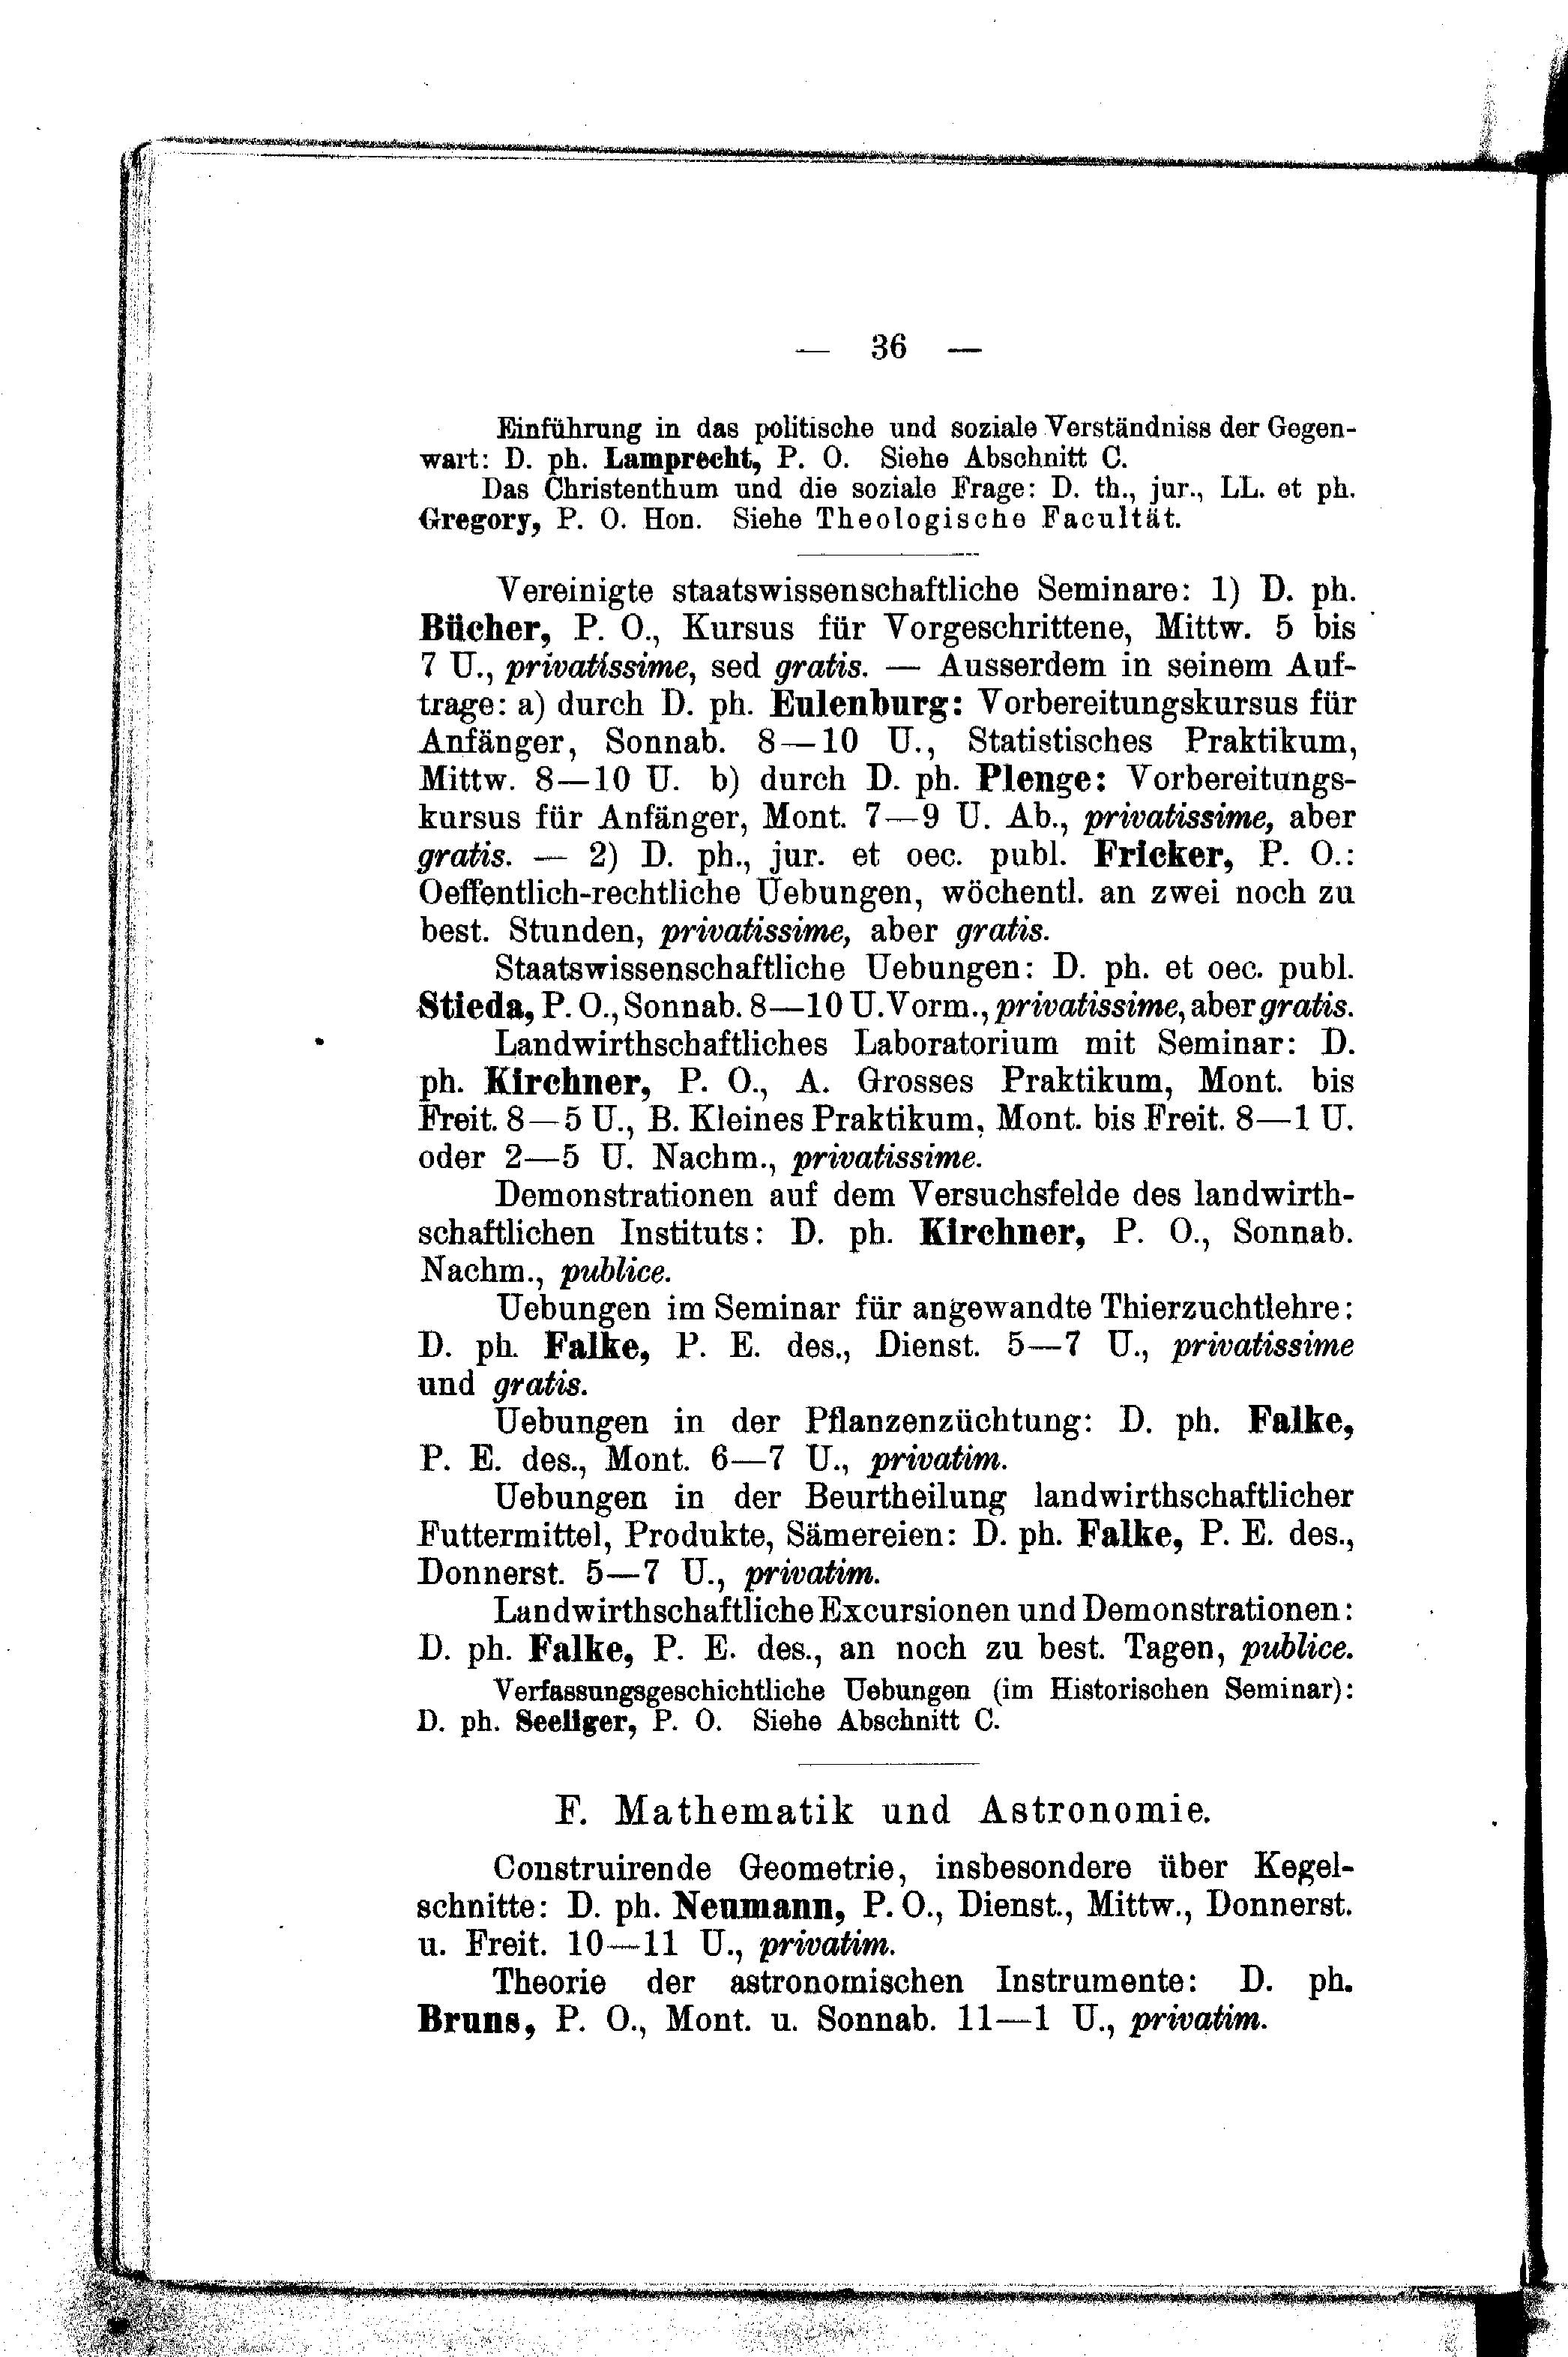 — 36 —
Einführung in das politische und soziale Verständniss der Gegen-
wart: D. ph. Lamprecht, P. O. Siehe Abschnitt C.
Das Christenthum und die soziale Frage: D. th., jur., LL. et ph.
Gregory, P. O. Hon. Siehe Theologische Facultät.
Vereinigte staatswissenschaftliche Seminare: 1) D. ph.
Bücher, P. O., Kursus für Vorgeschrittene, Mittw. 5 bis
7 U., privatissime, sed gratis. — Ausserdem in seinem Auf-
trage: a) durch D. ph. Eulenburg: Vorbereitungskursus für
Anfänger, Sonnab. 8—10 U., Statistisches Praktikum,
Mittw. 8—10 U. b) durch D. ph. Plenge: Vorbereitungs-
kursus für Anfänger, Mont. 7—9 U. Ab., privatissime, aber
gratis. — 2) D. ph., jur. et oec. publ. Fricker, P. O.:
Oeffentlich-rechtliche Uebungen, wöchentl. an zwei noch zu
best. Stunden, privatissime, aber gratis.
Staatswissenschaftliche Uebungen: D. ph. et oec. publ.
Stieda, P. O., Sonnab. 8—10 U. Vorm., privatissime, aber gratis.
Landwirthschaftliches Laboratorium mit Seminar: D.
ph. Kirchner, P. O., A. Grosses Praktikum, Mont. bis
Freit. 8—5 U., B. Kleines Praktikum, Mont. bis Freit. 8—1 U.
oder 2—5 U. Nachm., privatissime.
Demonstrationen auf dem Versuchsfelde des landwirth-
schaftlichen Instituts: D. ph. Kirchner, P. O., Sonnab.
Nachm., publice.
Uebungen im Seminar für angewandte Thierzuchtlehre:
D. ph. Falke, P. E. des., Dienst. 5—7 U., privatissime
und gratis.
Uebungen in der Pflanzenzüchtung: D. ph. Falke,
P. E. des., Mont. 6—7 U., privatim.
Uebungen in der Beurtheilung landwirthschaftlicher
Futtermittel, Produkte, Sämereien: D. ph. Falke, P. E. des.,
Donnerst. 5—7 U., privatim.
Landwirthschaftliche Excursionen und Demonstrationen:
D. ph. Falke, P. E. des., an noch zu best. Tagen, publice.
Verfassungsgeschichtliche Uebungen (im Historischen Seminar):
D. ph. Seeliger, P. O. Siehe Abschnitt C.
F. Mathematik und Astronomie.
Construirende Geometrie, insbesondere über Kegel-
schnitte: D. ph. Neumann, P. O., Dienst., Mittw., Donnerst.
u. Freit. 10—11 U., privatim.
Theorie der astronomischen Instrumente: D. ph.
Bruns, P. O., Mont. u. Sonnab. 11—1 U., privatim.